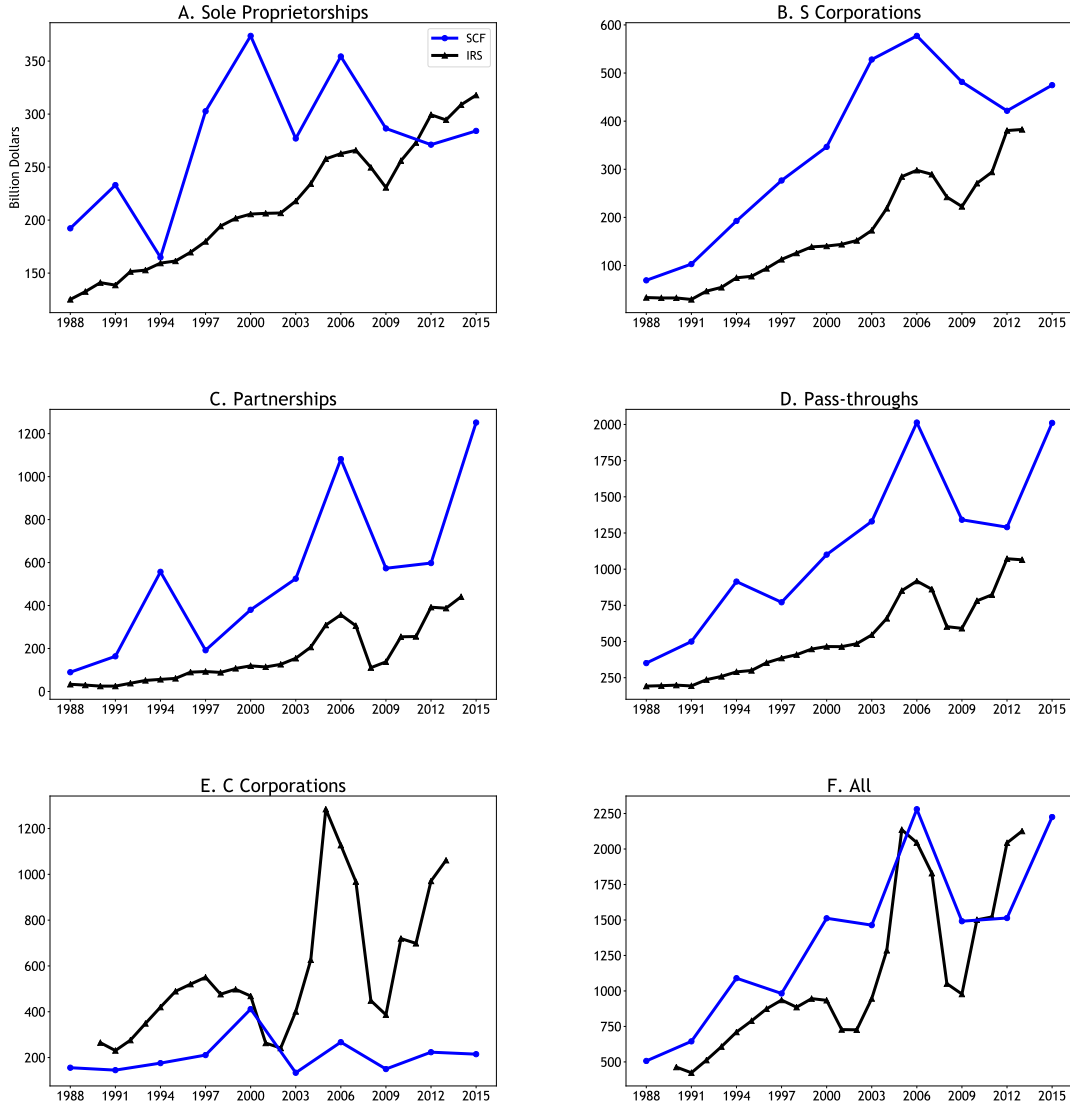 A. Sole Proprietorships
SCF
IRS
Billion Dollars
350
300
250
200
150
1988 1991 1994 1997 2000 2003 2006 2009 2012 2015
B. S Corporations
600
500
400
300
200
100
1988 1991 1994 1997 2000 2003 2006 2009 2012 2015
C. Partnerships
1200
1000
800
600
400
200
0
1988 1991 1994 1997 2000 2003 2006 2009 2012 2015
D. Pass-throughs
2000
1750
1500
1250
1000
750
500
250
1988 1991 1994 1997 2000 2003 2006 2009 2012 2015
E. C Corporations
1200
1000
800
600
400
200
1988 1991 1994 1997 2000 2003 2006 2009 2012 2015
F. All
2250
2000
1750
1500
1250
1000
750
500
1988 1991 1994 1997 2000 2003 2006 2009 2012 2015